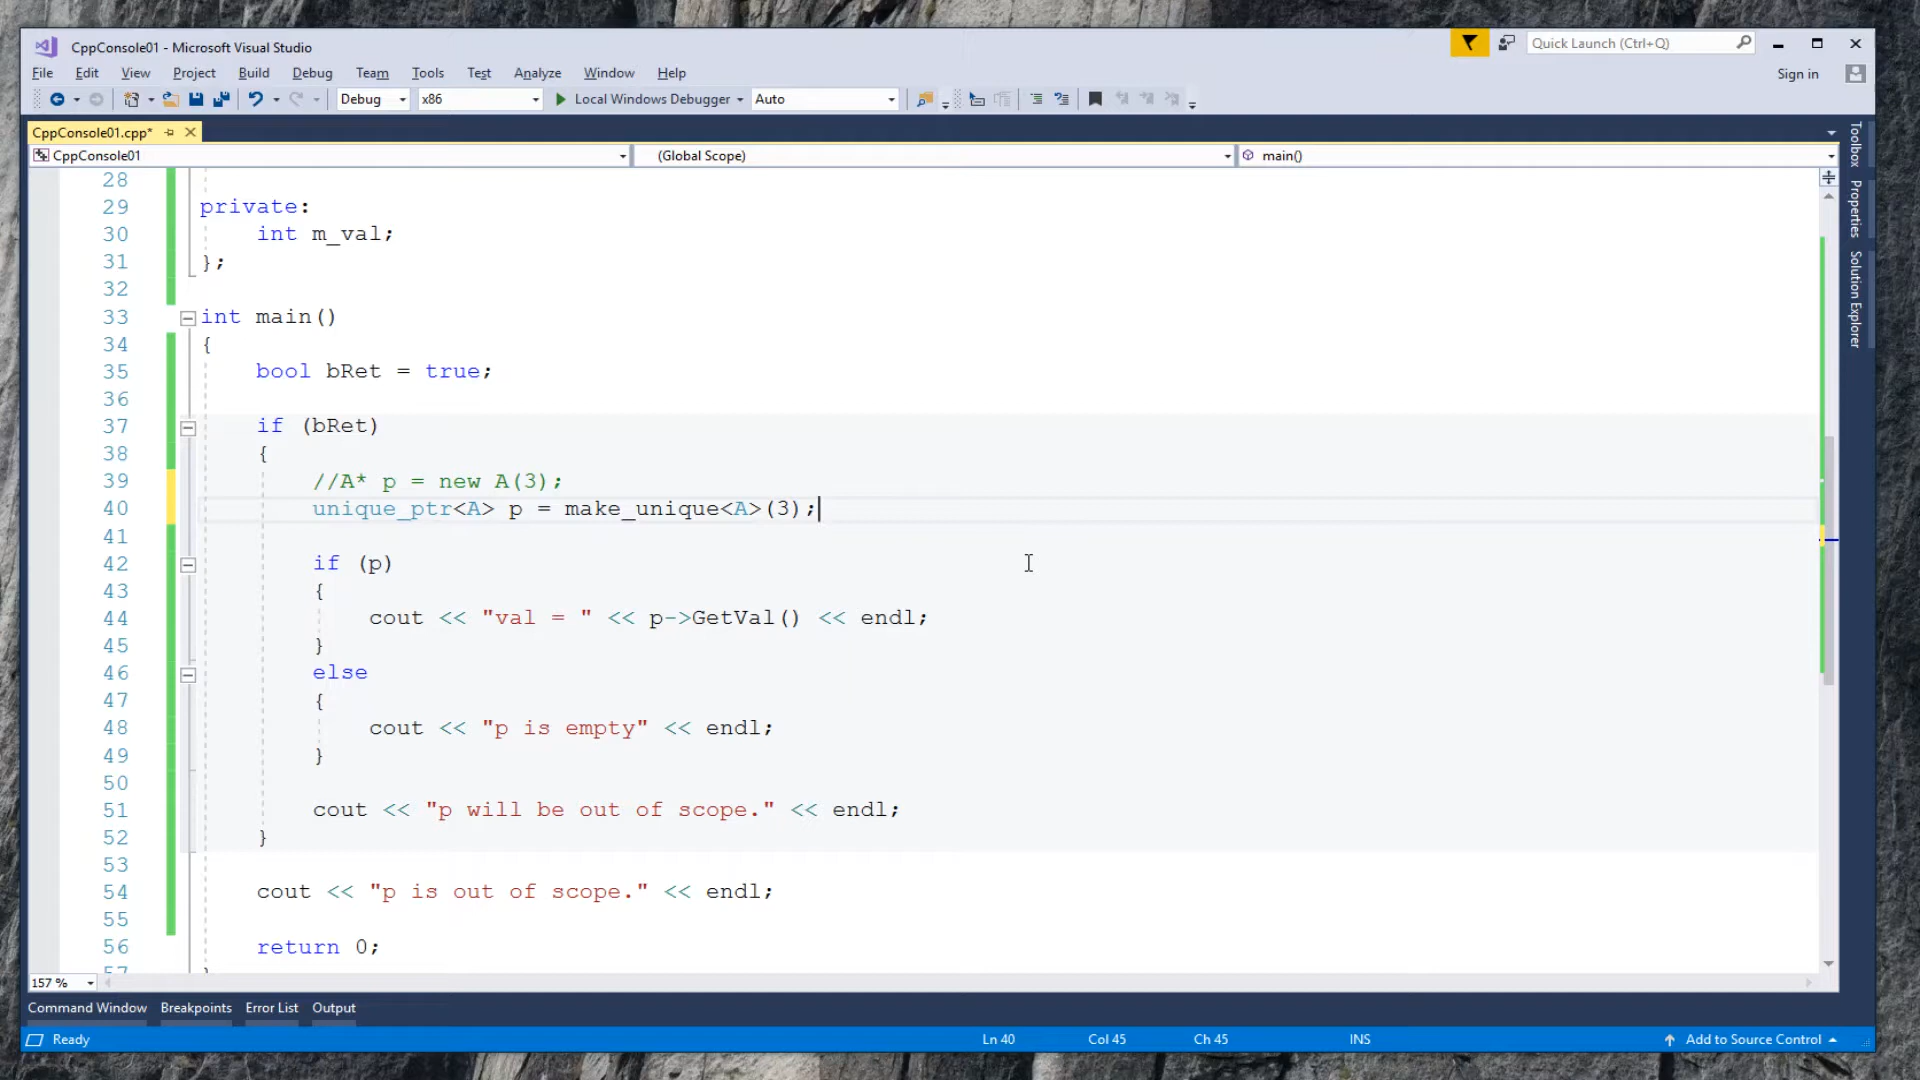 CppConsole01 - Microsoft Visual Studio
Quick Launch (Ctrl+Q)
File Edit View Project Build Debug Team Tools Test Analyze Window Help
Sign in
Debug x86 Local Windows Debugger Auto
CppConsole01.cpp*
CppConsole01 (Global Scope) main()
28
29 private:
30 int m_val;
31 };
32
33 int main()
34 {
35 bool bRet = true;
36
37 if (bRet)
38 {
39 //A* p = new A(3);
40 unique_ptr<A> p = make_unique<A>(3);
41
42 if (p)
43 {
44 cout << "val = " << p->GetVal() << endl;
45 }
46 else
47 {
48 cout << "p is empty" << endl;
49 }
50
51 cout << "p will be out of scope." << endl;
52 }
53
54 cout << "p is out of scope." << endl;
55
56 return 0;
57
157 %
Toolbox
Properties
Solution Explorer
Command Window Breakpoints Error List Output
Ready Ln 40 Col 45 Ch 45 INS Add to Source Control